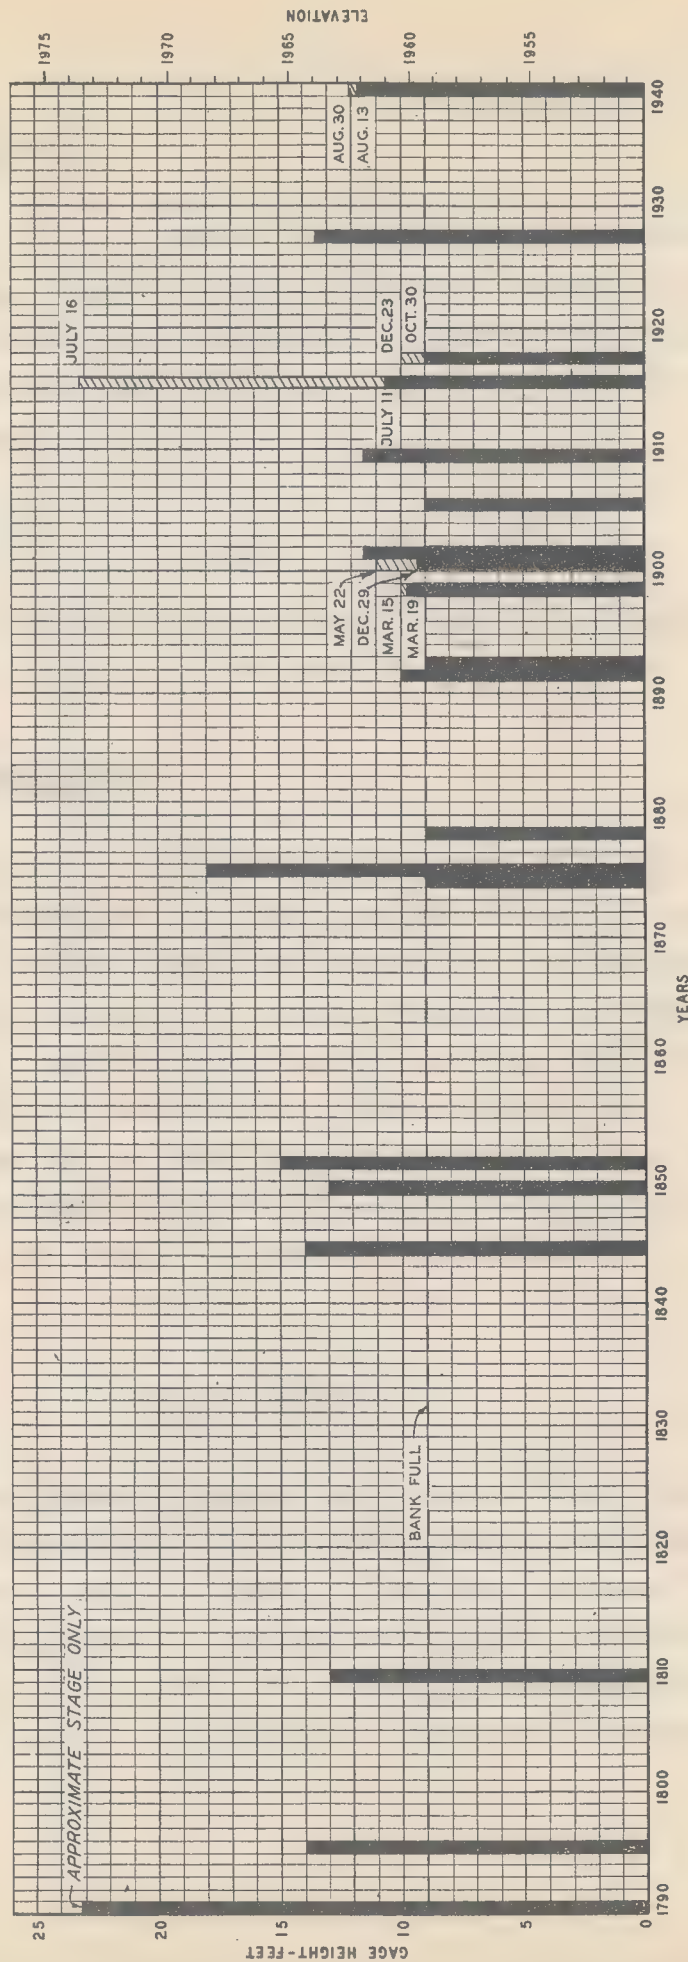 GAGE HEIGHT-FEET
25
20
15
10
5
0
APPROXIMATE STAGE ONLY
BANK FULL
MAY 22
DEC. 29
MAR. 15
MAR. 19
JULY 11
JULY 16
DEC. 23
OCT. 30
AUG. 30
AUG. 13
ELEVATION
1975
1970
1965
1960
1955
1790
1800
1810
1820
1830
1840
1850
1860
1870
1880
1890
1900
1910
1920
1930
1940
YEARS